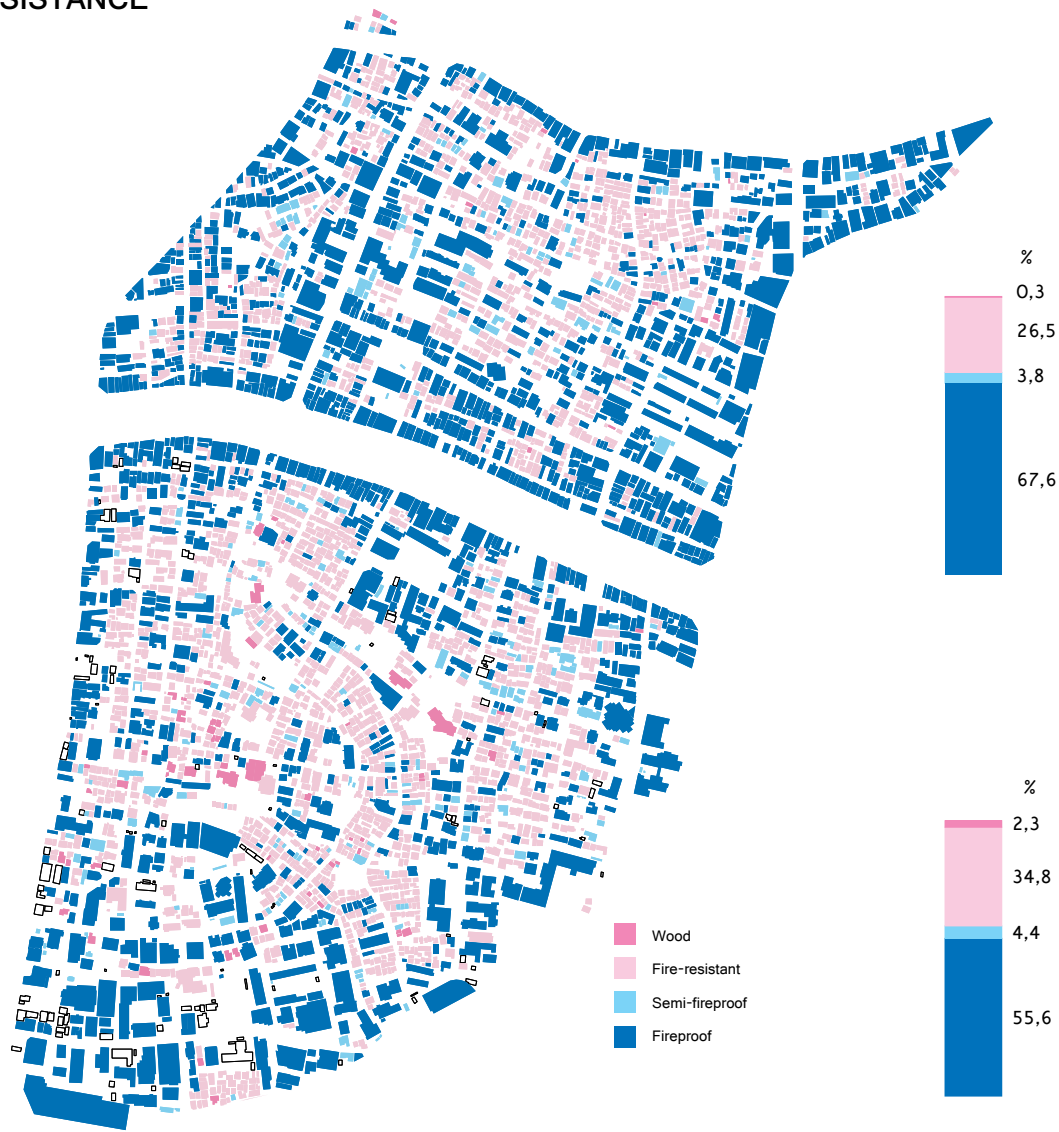 SISTANCE
%
0,3
26,5
3,8
67,6
%
2,3
34,8
4,4
55,6
Wood
Fire-resistant
Semi-fireproof
Fireproof